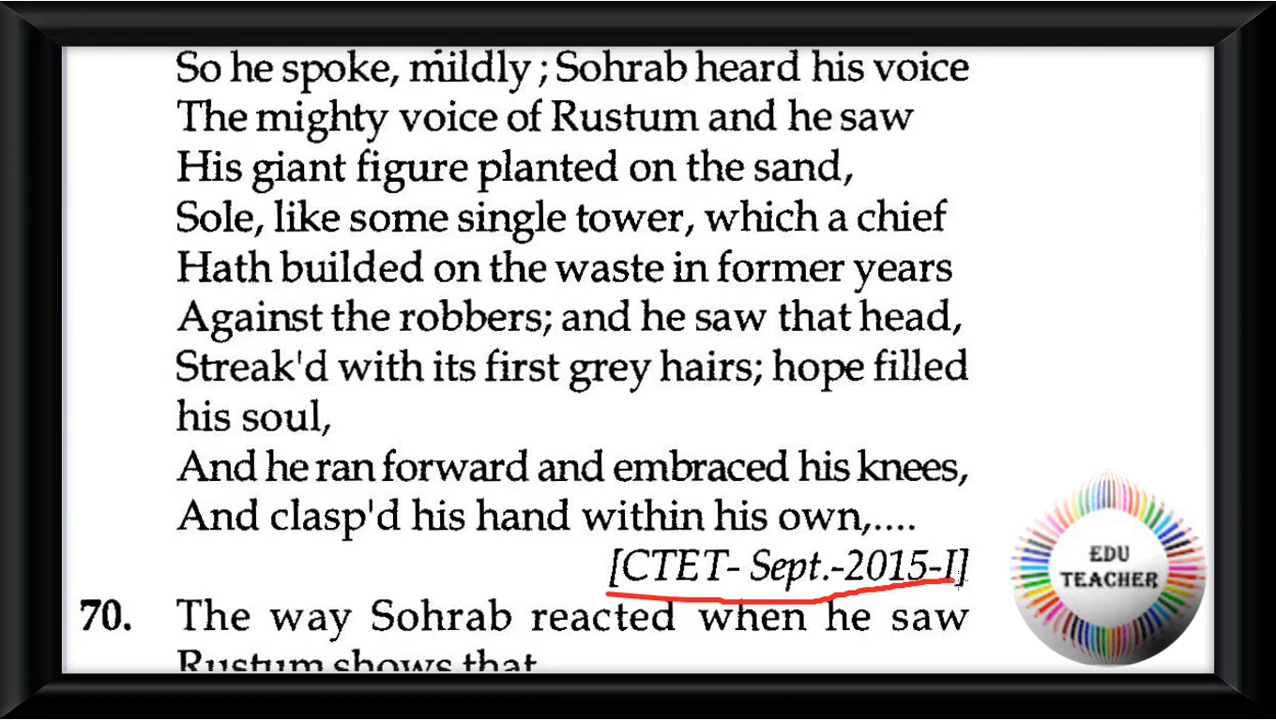 So he spoke, mildly; Sohrab heard his voice
The mighty voice of Rustum and he saw
His giant figure planted on the sand,
Sole, like some single tower, which a chief
Hath builded on the waste in former years
Against the robbers; and he saw that head,
Streak'd with its first grey hairs; hope filled
his soul,
And he ran forward and embraced his knees,
And clasp'd his hand within his own,....
[CTET- Sept.-2015-I]
70. The way Sohrab reacted when he saw
Rustum shows that
EDU
TEACHER